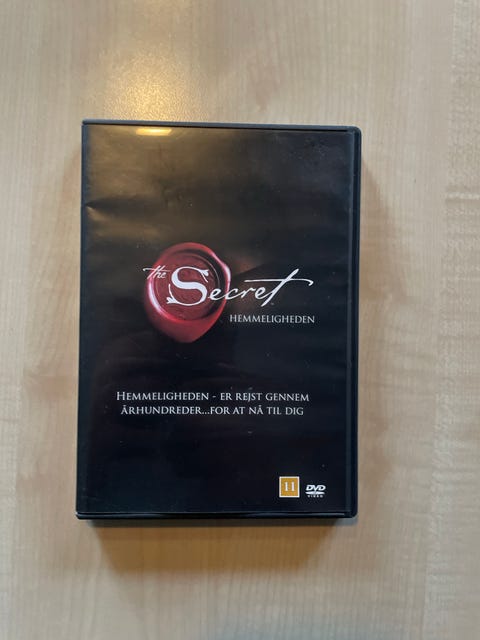 the Secret
HEMMELIGHEDEN
HEMMELIGHEDEN - ER REJST GENNEM
ÅRHUNDREDER...FOR AT NÅ TIL DIG
11
DVD
VIDEO